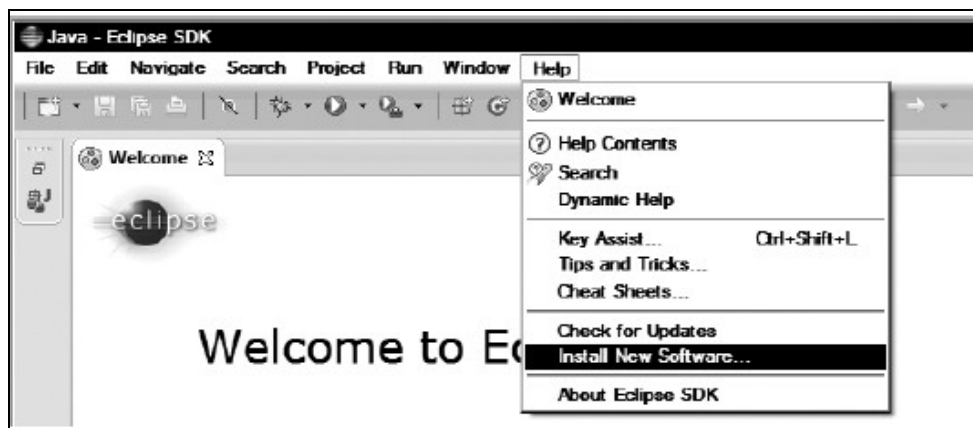 Java - Eclipse SDK
File Edit Navigate Search Project Run Window Help
Welcome
Help Contents
Search
Dynamic Help
Key Assist... Ctrl+Shift+L
Tips and Tricks...
Cheat Sheets...
Check for Updates
Install New Software...
About Eclipse SDK
Welcome
J
eclipse
Welcome to Ec